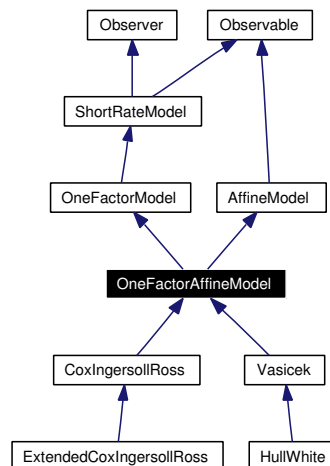 Observer
Observable
ShortRateModel
OneFactorModel
AffineModel
OneFactorAffineModel
CoxIngersollRoss
Vasicek
ExtendedCoxIngersollRoss
HullWhite